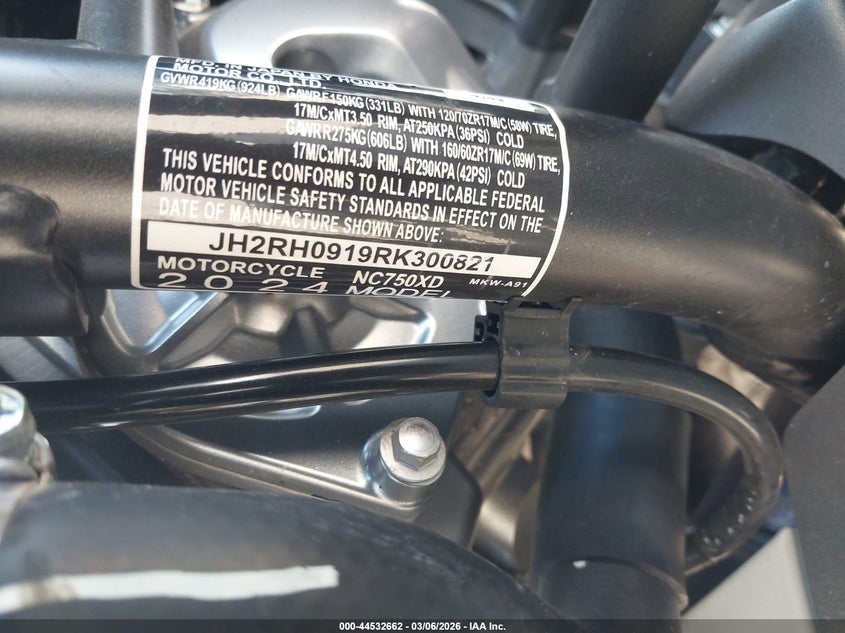 MFD. IN JAPAN BY HONDA
MOTOR CO., LTD.
GVWR419KG(924LB) GAWRF150KG(331LB) WITH 120/70ZR17M/C(58W) TIRE,
17M/CxMT3.50 RIM, AT250KPA(36PSI) COLD
GAWRR275KG(606LB) WITH 160/60ZR17M/C(69W)TIRE,
17M/CxMT4.50 RIM, AT290KPA(42PSI) COLD
THIS VEHICLE CONFORMS TO ALL APPLICABLE FEDERAL
MOTOR VEHICLE SAFETY STANDARDS IN EFFECT ON THE
DATE OF MANUFACTURE SHOWN ABOVE:
JH2RH0919RK300821
MOTORCYCLE NC750XD MKW-A91
2024 MODEL
000-44532662 - 03/06/2026 - IAA Inc.